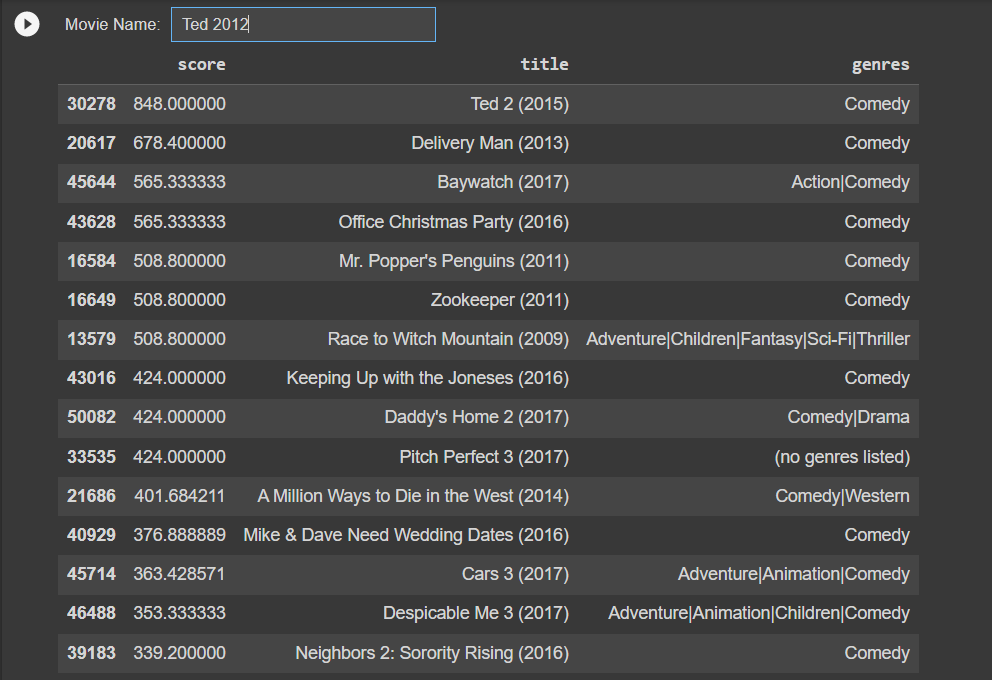 Movie Name: Ted 2012
score title genres
30278 848.000000 Ted 2 (2015) Comedy
20617 678.400000 Delivery Man (2013) Comedy
45644 565.333333 Baywatch (2017) Action|Comedy
43628 565.333333 Office Christmas Party (2016) Comedy
16584 508.800000 Mr. Popper's Penguins (2011) Comedy
16649 508.800000 Zookeeper (2011) Comedy
13579 508.800000 Race to Witch Mountain (2009) Adventure|Children|Fantasy|Sci-Fi|Thriller
43016 424.000000 Keeping Up with the Joneses (2016) Comedy
50082 424.000000 Daddy's Home 2 (2017) Comedy|Drama
33535 424.000000 Pitch Perfect 3 (2017) (no genres listed)
21686 401.684211 A Million Ways to Die in the West (2014) Comedy|Western
40929 376.888889 Mike & Dave Need Wedding Dates (2016) Comedy
45714 363.428571 Cars 3 (2017) Adventure|Animation|Comedy
46488 353.333333 Despicable Me 3 (2017) Adventure|Animation|Children|Comedy
39183 339.200000 Neighbors 2: Sorority Rising (2016) Comedy